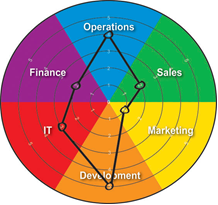 Operations
Finance
Sales
IT
Marketing
Development